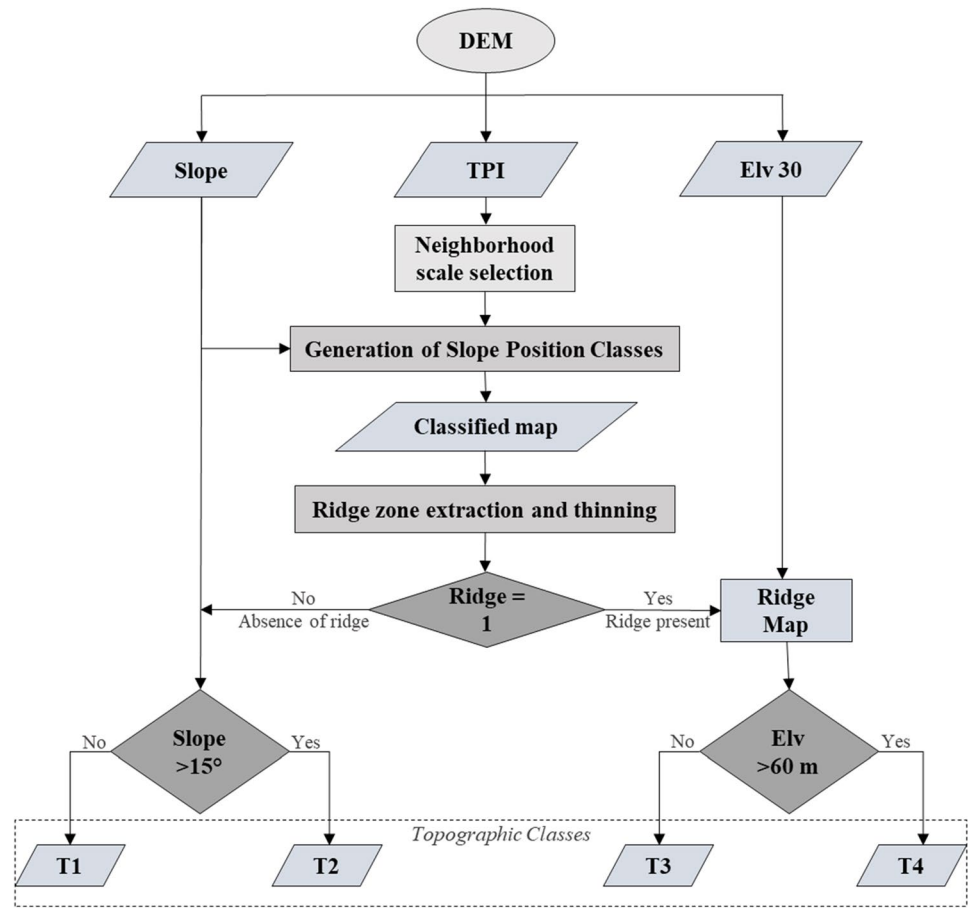 DEM
Slope
TPI
Elv 30
Neighborhood
scale selection
Generation of Slope Position Classes
Classified map
Ridge zone extraction and thinning
Ridge =
1
No
Absence of ridge
Yes
Ridge present
Ridge
Map
Slope
>15°
No
Yes
Elv
>60 m
No
Yes
Topographic Classes
T1
T2
T3
T4